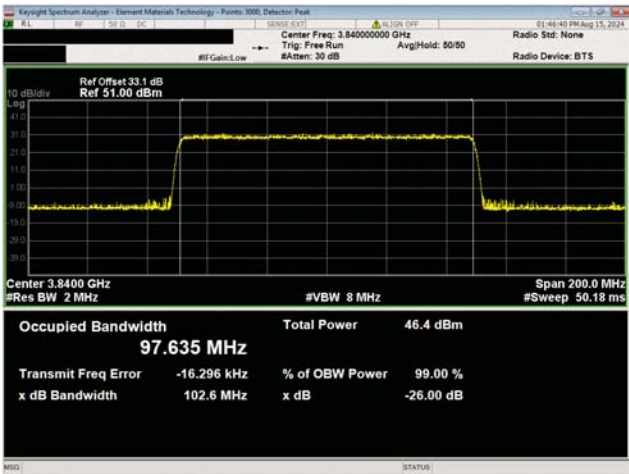 Keysight Spectrum Analyzer - Element Materials Technology - Points: 3000, Detector: Peak
RL RF 50 Ω DC SENSE:EXT ALIGN OFF 01:46:40 PM Aug 15, 2024
Center Freq: 3.840000000 GHz Radio Std: None
Trig: Free Run Avg|Hold: 50/50
#IFGain:Low #Atten: 30 dB Radio Device: BTS
Ref Offset 33.1 dB
10 dB/div Ref 51.00 dBm
Log
41.0
31.0
21.0
11.0
1.00
-9.00
-19.0
-29.0
-39.0
Center 3.8400 GHz Span 200.0 MHz
#Res BW 2 MHz #VBW 8 MHz #Sweep 50.18 ms
Occupied Bandwidth Total Power 46.4 dBm
97.635 MHz
Transmit Freq Error -16.296 kHz % of OBW Power 99.00 %
x dB Bandwidth 102.6 MHz x dB -26.00 dB
MSG STATUS